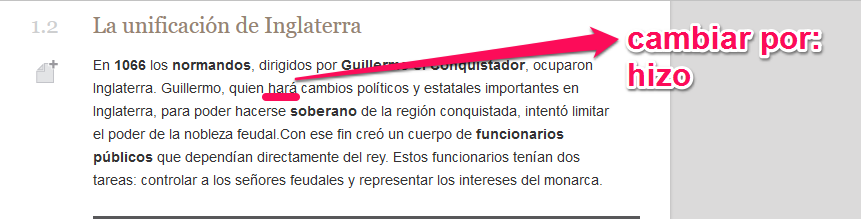 1.2 La unificación de Inglaterra
cambiar por:
hizo
En 1066 los normandos, dirigidos por Guillermo el Conquistador, ocuparon
Inglaterra. Guillermo, quien hará cambios políticos y estatales importantes en
Inglaterra, para poder hacerse soberano de la región conquistada, intentó limitar
el poder de la nobleza feudal.Con ese fin creó un cuerpo de funcionarios
públicos que dependían directamente del rey. Estos funcionarios tenían dos
tareas: controlar a los señores feudales y representar los intereses del monarca.